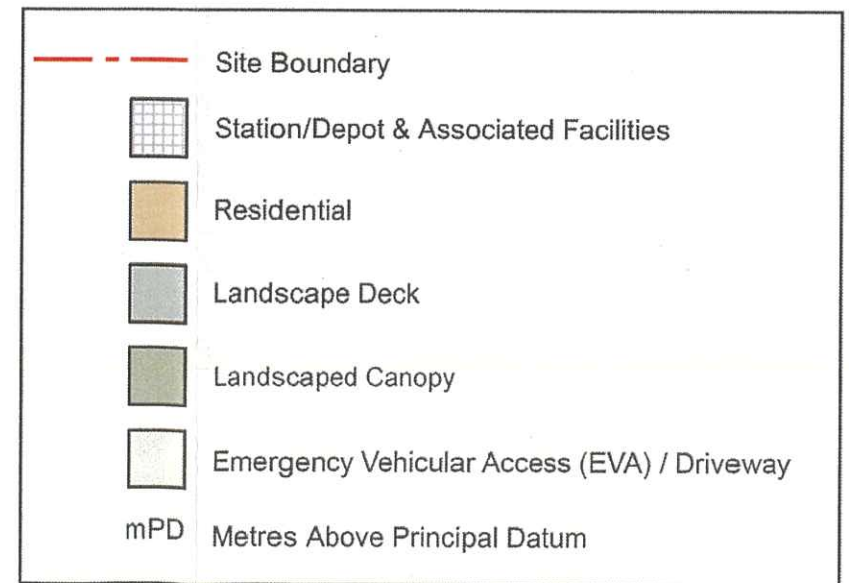 Site Boundary
Station/Depot & Associated Facilities
Residential
Landscape Deck
Landscaped Canopy
Emergency Vehicular Access (EVA) / Driveway
mPD Metres Above Principal Datum